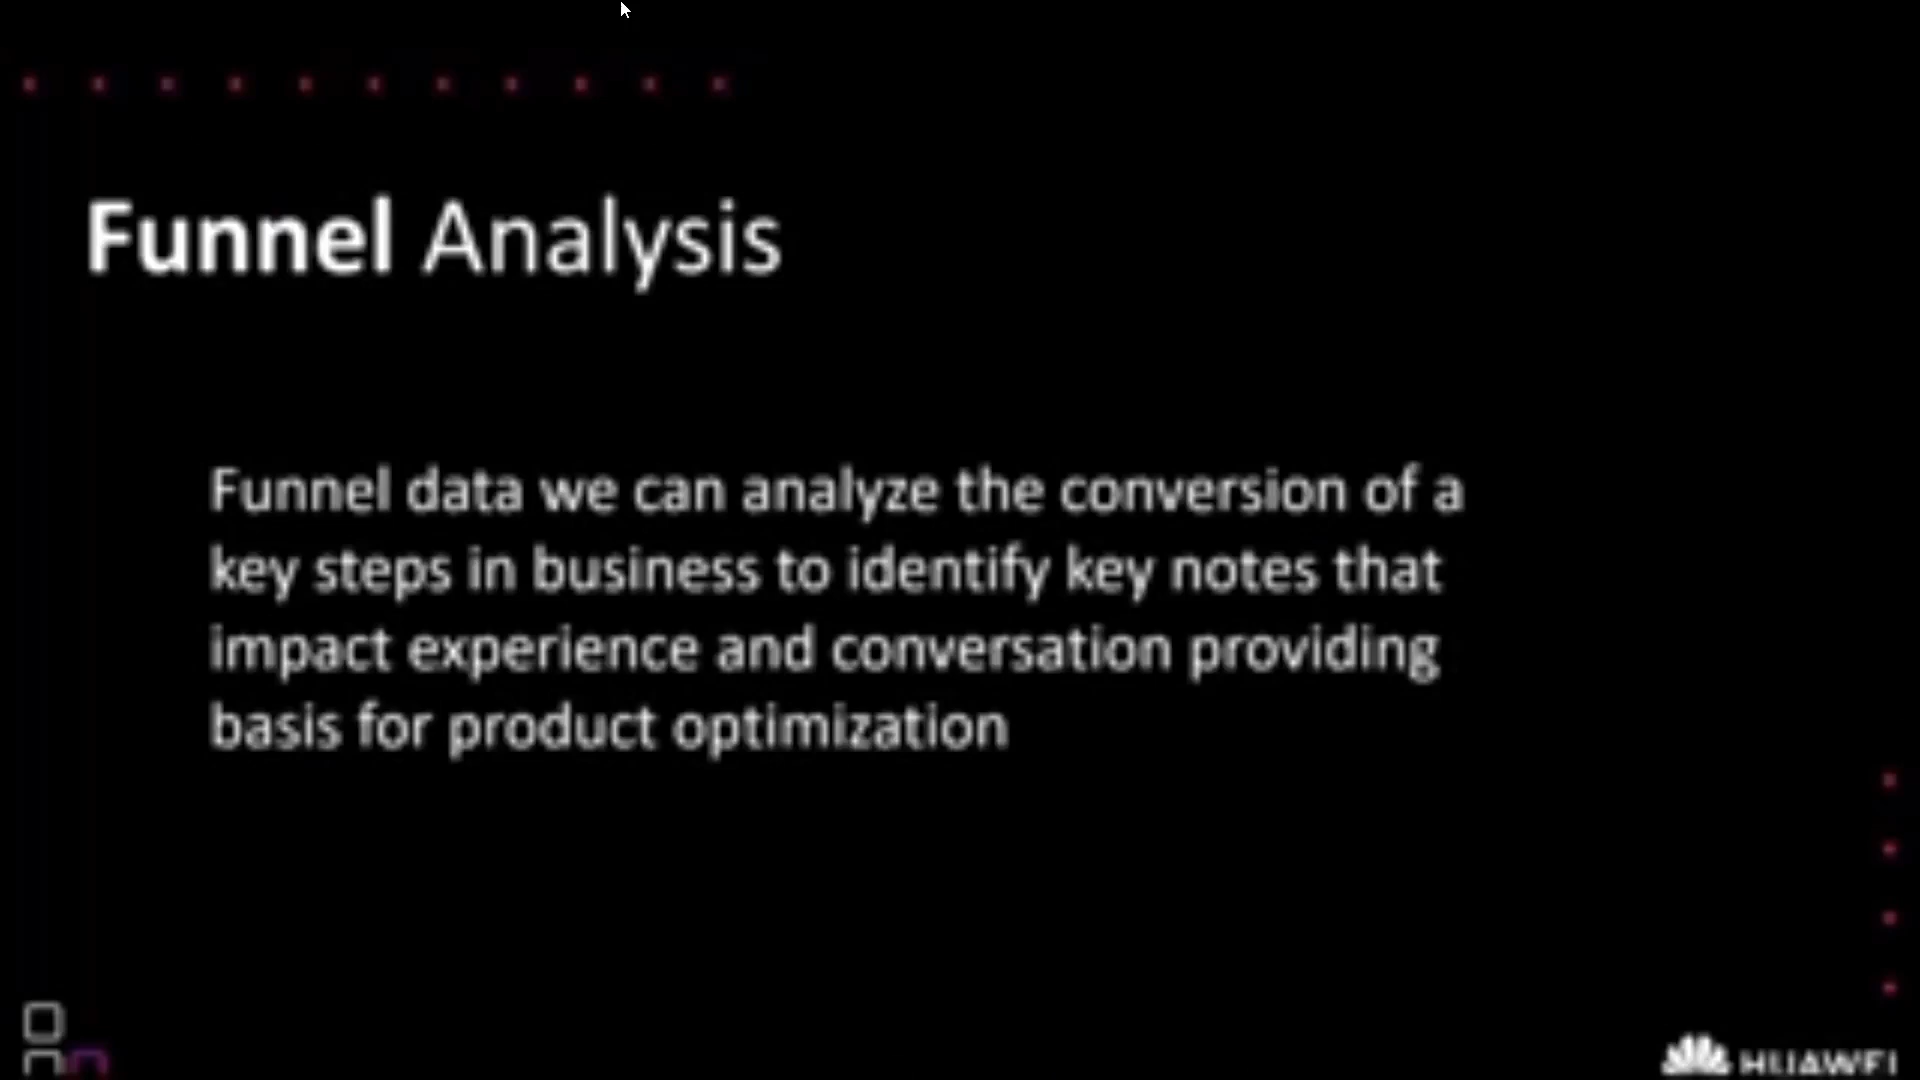 Funnel Analysis
Funnel data we can analyze the conversion of a
key steps in business to identify key notes that
impact experience and conversation providing
basis for product optimization
HUAWEI